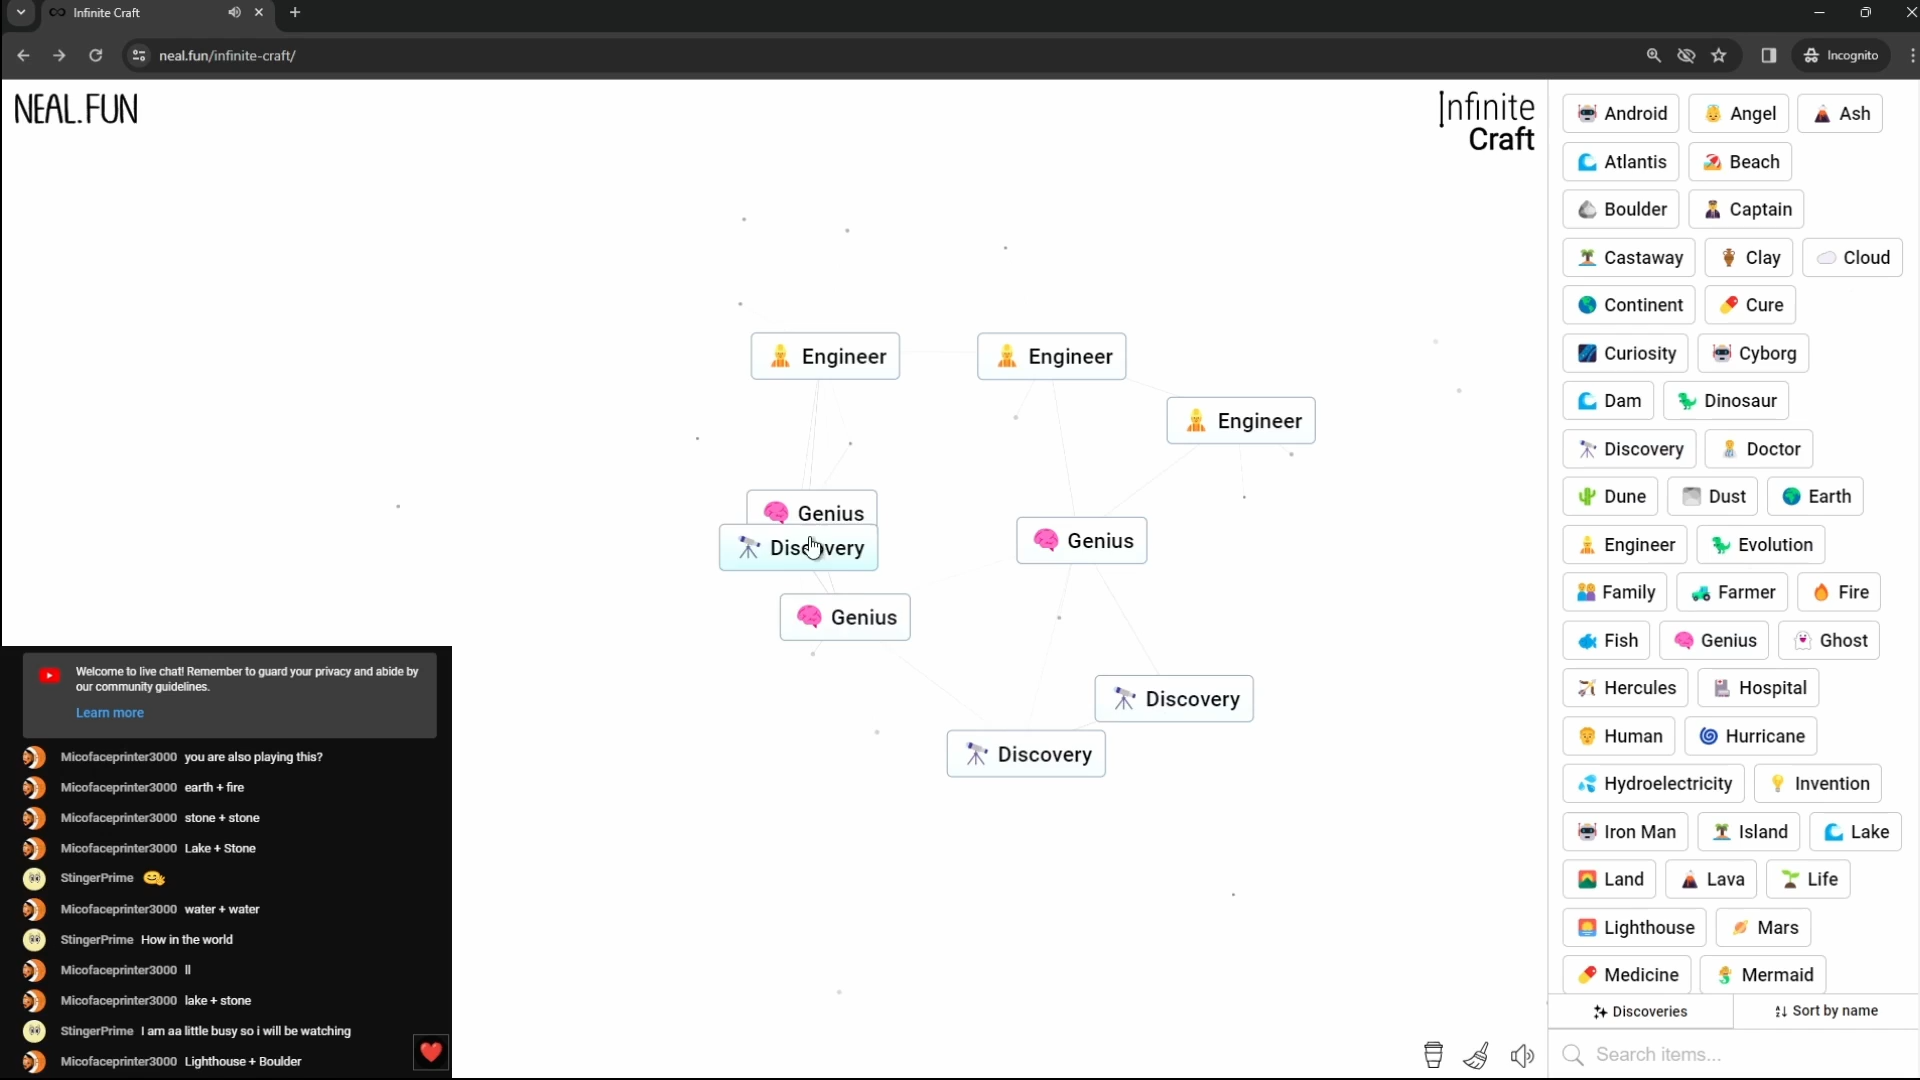 Infinite Craft
neal.fun/infinite-craft/
Incognito
NEAL.FUN
Infinite
Craft
Engineer
Engineer
Engineer
Genius
Discovery
Genius
Genius
Discovery
Discovery
Android Angel Ash
Atlantis Beach
Boulder Captain
Castaway Clay Cloud
Continent Cure
Curiosity Cyborg
Dam Dinosaur
Discovery Doctor
Dune Dust Earth
Engineer Evolution
Family Farmer Fire
Fish Genius Ghost
Hercules Hospital
Human Hurricane
Hydroelectricity Invention
Iron Man Island Lake
Land Lava Life
Lighthouse Mars
Medicine Mermaid
Discoveries Sort by name
Search items...
Welcome to live chat! Remember to guard your privacy and abide by
our community guidelines.
Learn more
Micofaceprinter3000 you are also playing this?
Micofaceprinter3000 earth + fire
Micofaceprinter3000 stone + stone
Micofaceprinter3000 Lake + Stone
StingerPrime
Micofaceprinter3000 water + water
StingerPrime How in the world
Micofaceprinter3000 ll
Micofaceprinter3000 lake + stone
StingerPrime I am aa little busy so i will be watching
Micofaceprinter3000 Lighthouse + Boulder